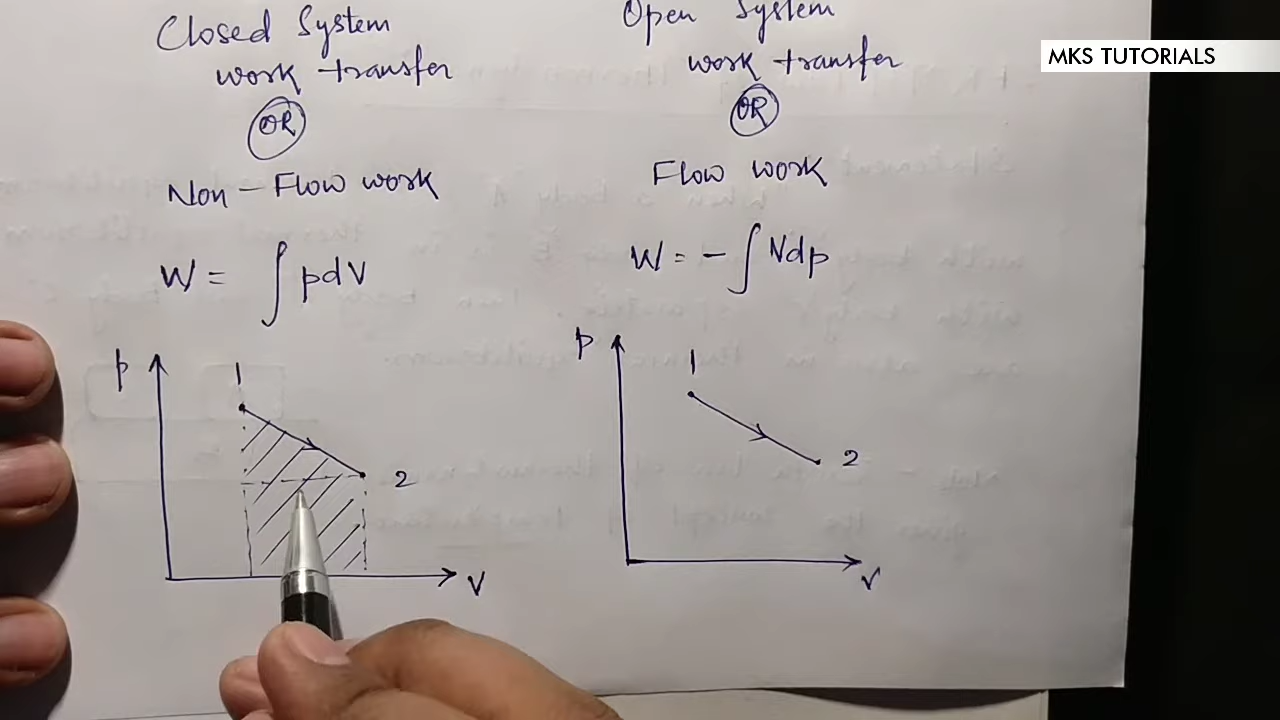 Closed System
work transfer
OR
Non-Flow work
W = ∫ pdV
p
1
2
V
Open System
work transfer
OR
Flow work
W = - ∫ Vdp
p
1
2
V
MKS TUTORIALS